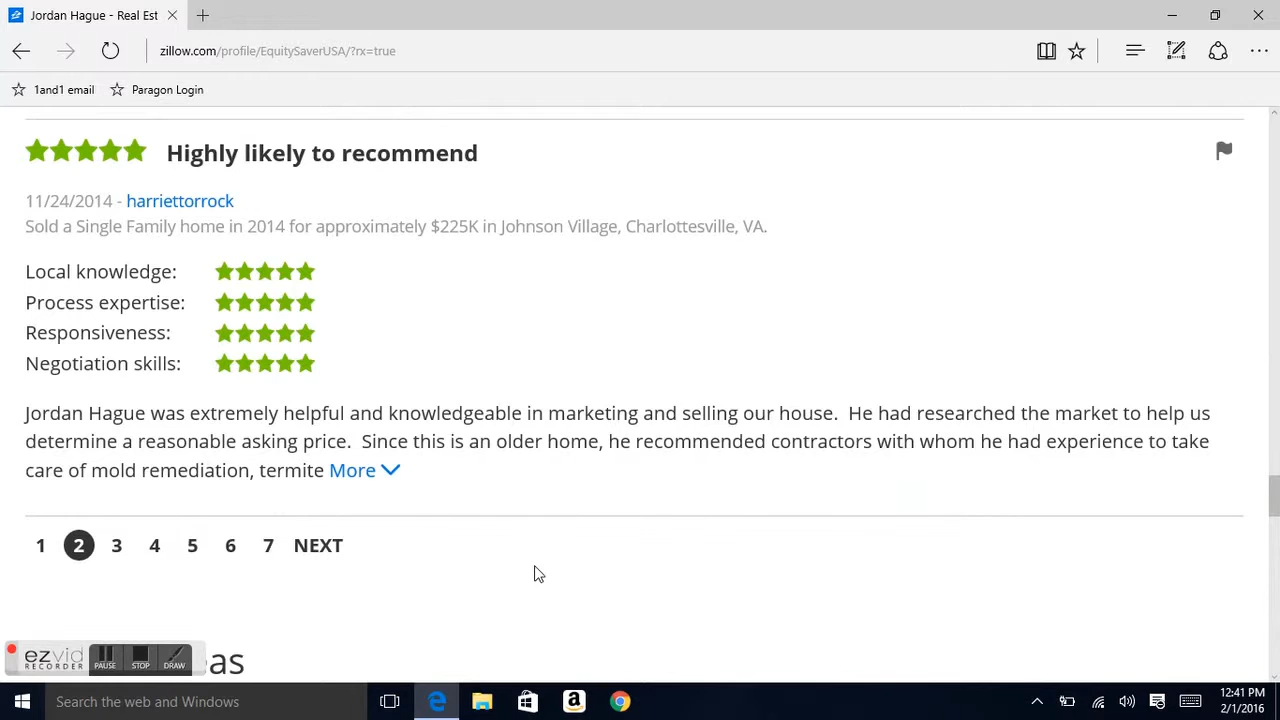 Jordan Hague - Real Est
zillow.com/profile/EquitySaverUSA/?rx=true
1and1 email Paragon Login
Highly likely to recommend
11/24/2014 - harriettorrock
Sold a Single Family home in 2014 for approximately $225K in Johnson Village, Charlottesville, VA.
Local knowledge:
Process expertise:
Responsiveness:
Negotiation skills:
Jordan Hague was extremely helpful and knowledgeable in marketing and selling our house. He had researched the market to help us
determine a reasonable asking price. Since this is an older home, he recommended contractors with whom he had experience to take
care of mold remediation, termite More
1 2 3 4 5 6 7 NEXT
ezvid
RECORDER
PAUSE STOP DRAW
eas
Search the web and Windows
12:41 PM
2/1/2016